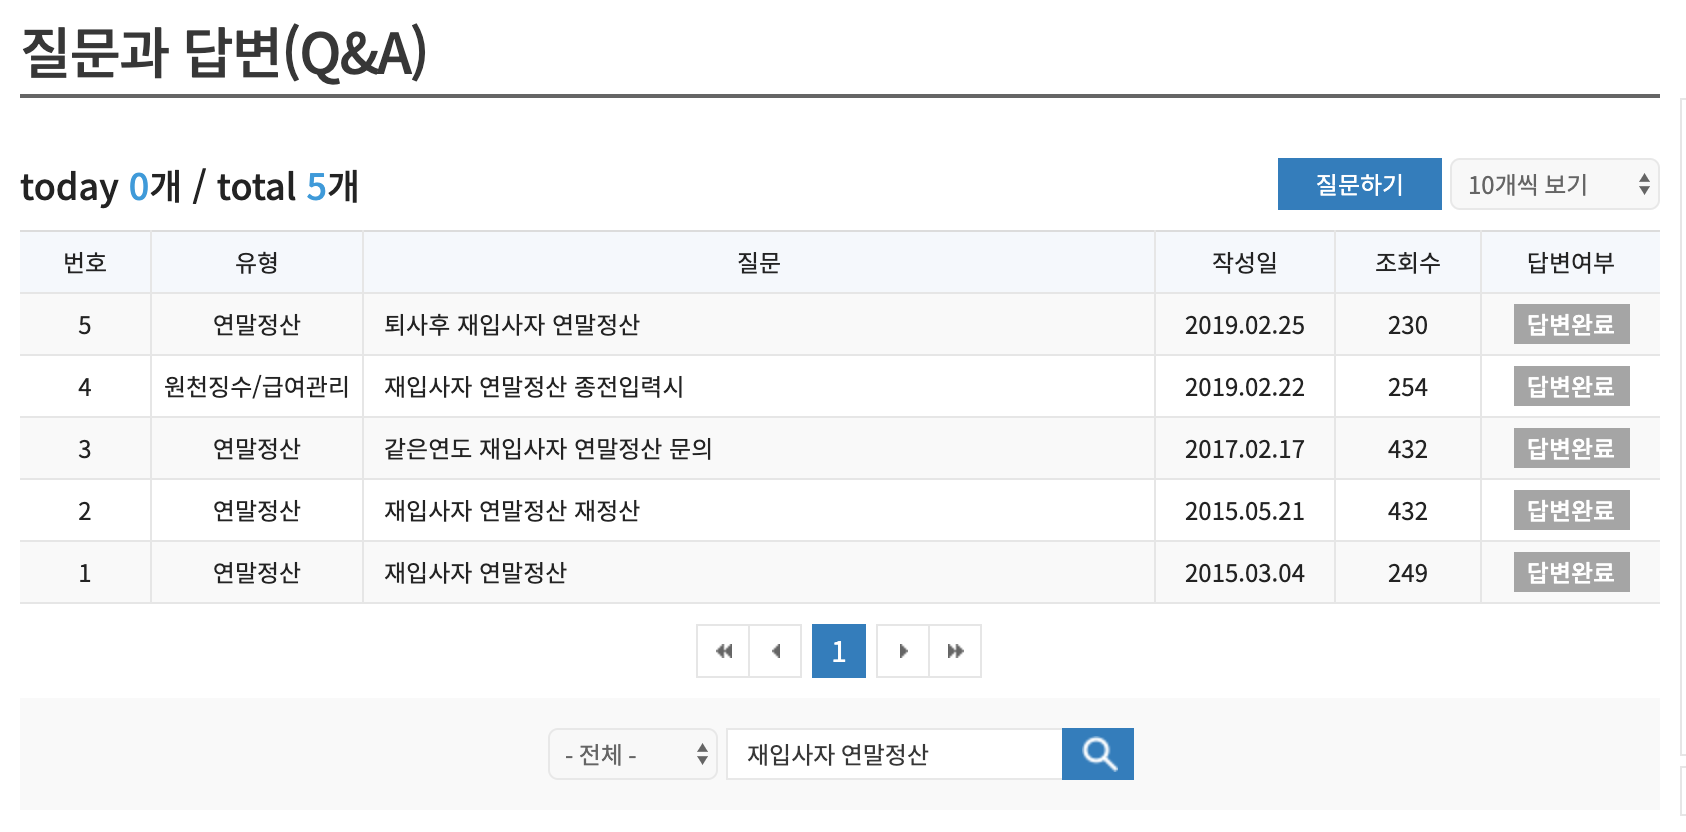 질문과 답변(Q&A)
today 0개 / total 5개
질문하기
10개씩 보기
번호 유형 질문 작성일 조회수 답변여부
5 연말정산 퇴사후 재입사자 연말정산 2019.02.25 230 답변완료
4 원천징수/급여관리 재입사자 연말정산 종전입력시 2019.02.22 254 답변완료
3 연말정산 같은연도 재입사자 연말정산 문의 2017.02.17 432 답변완료
2 연말정산 재입사자 연말정산 재정산 2015.05.21 432 답변완료
1 연말정산 재입사자 연말정산 2015.03.04 249 답변완료
1
- 전체 - 재입사자 연말정산